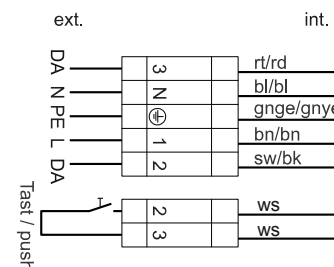 ext. int.
DA 3 rt/rd
N N bl/bl
PE gnge/gnye
L 1 bn/bn
DA 2 sw/bk
Tast / push
2 ws
3 ws